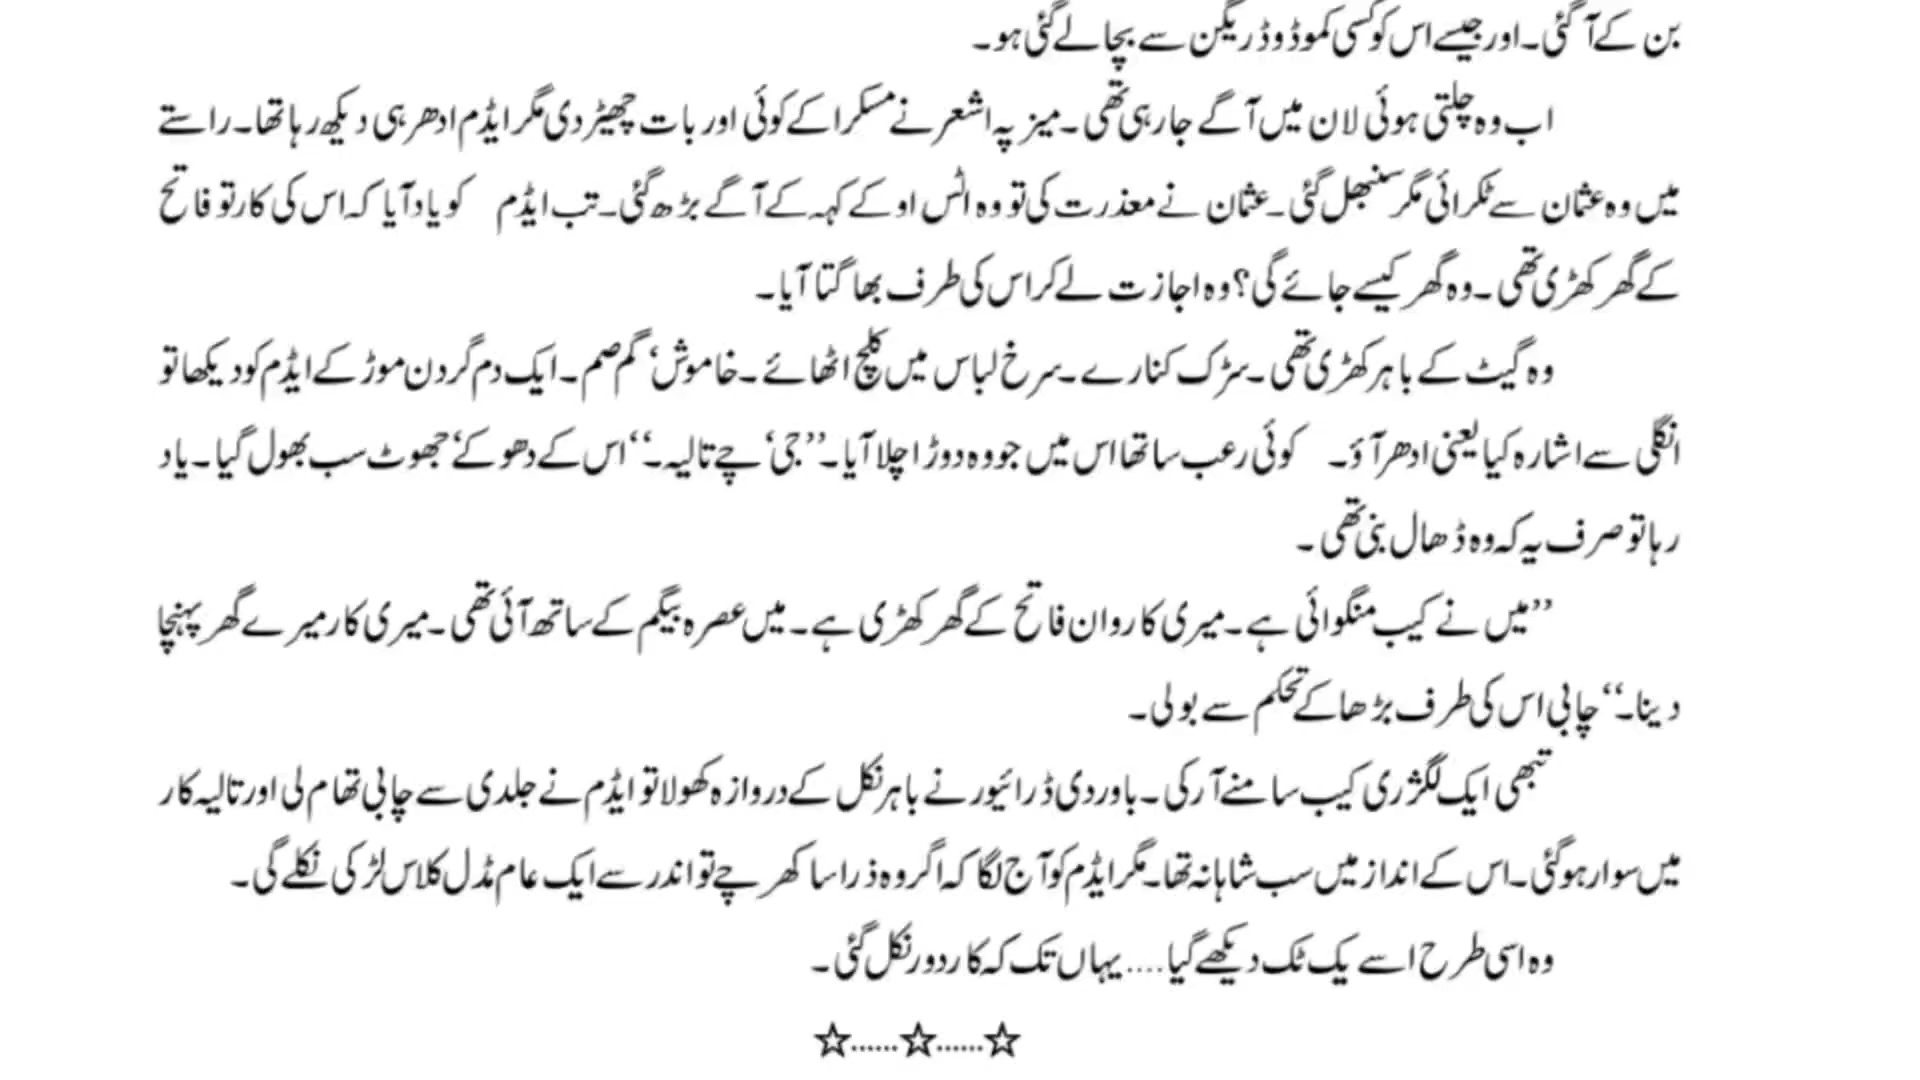 بن کے آ گئی۔اور جیسے اس کو کسی کموڈو ڈریگن سے بچا لے گئی ہو۔
اب وہ چلتی ہوئی لان میں آگے جا رہی تھی۔میز پہ اشعر نے مسکرا کے کوئی اور بات چھیڑ دی مگر ایڈم ادھر ہی دیکھ رہا تھا۔راستے
میں وہ عثمان سے ٹکرائی مگر سنبھل گئی۔عثمان نے معذرت کی تو وہ اٹس اوکے کہہ کے آگے بڑھ گئی۔تب ایڈم کو یاد آیا کہ اس کی کار تو فاتح
کے گھر کھڑی تھی۔وہ گھر کیسے جائے گی؟ وہ اجازت لے کر اس کی طرف بھاگتا آیا۔
وہ گیٹ کے باہر کھڑی تھی۔سڑک کنارے۔سرخ لباس میں کلچ اٹھائے۔خاموش‘ گم صم۔ایک دم گردن موڑ کے ایڈم کو دیکھا تو
انگلی سے اشارہ کیا یعنی ادھر آؤ۔ کوئی رعب سا تھا اس میں جو وہ دوڑا چلا آیا۔’’جی‘ چے تالیہ۔‘‘ اس کے دھوکے‘ جھوٹ سب بھول گیا۔یاد
رہا تو صرف یہ کہ وہ ڈھال بنی تھی۔
’’میں نے کیب منگوائی ہے۔میری کار وان فاتح کے گھر کھڑی ہے۔میں عصرہ بیگم کے ساتھ آئی تھی۔میری کار میرے گھر پہنچا
دینا۔‘‘ چابی اس کی طرف بڑھا کے تحکم سے بولی۔
تبھی ایک لگژری کیب سامنے آ رکی۔باوردی ڈرائیور نے باہر نکل کے دروازہ کھولا تو ایڈم نے جلدی سے چابی تھام لی اور تالیہ کار
میں سوار ہو گئی۔اس کے انداز میں سب شاہانہ تھا۔مگر ایڈم کو آج لگا کہ اگر وہ ذرا سا کھرچے تو اندر سے ایک عام مڈل کلاس لڑکی نکلے گی۔
وہ اسی طرح اسے یک ٹک دیکھے گیا.... یہاں تک کہ کار دور نکل گئی۔
☆......☆......☆